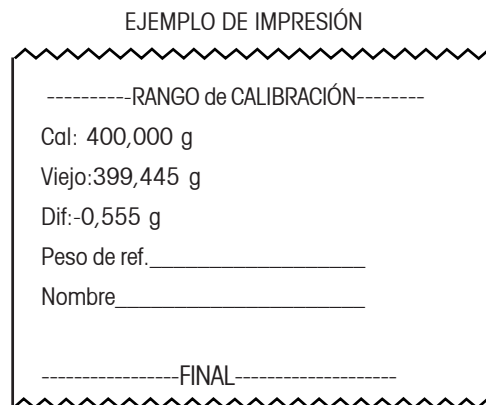 EJEMPLO DE IMPRESIÓN
----------RANGO de CALIBRACIÓN--------
Cal: 400,000 g
Viejo:399,445 g
Dif:-0,555 g
Peso de ref.___________________
Nombre______________________
-----------------FINAL--------------------